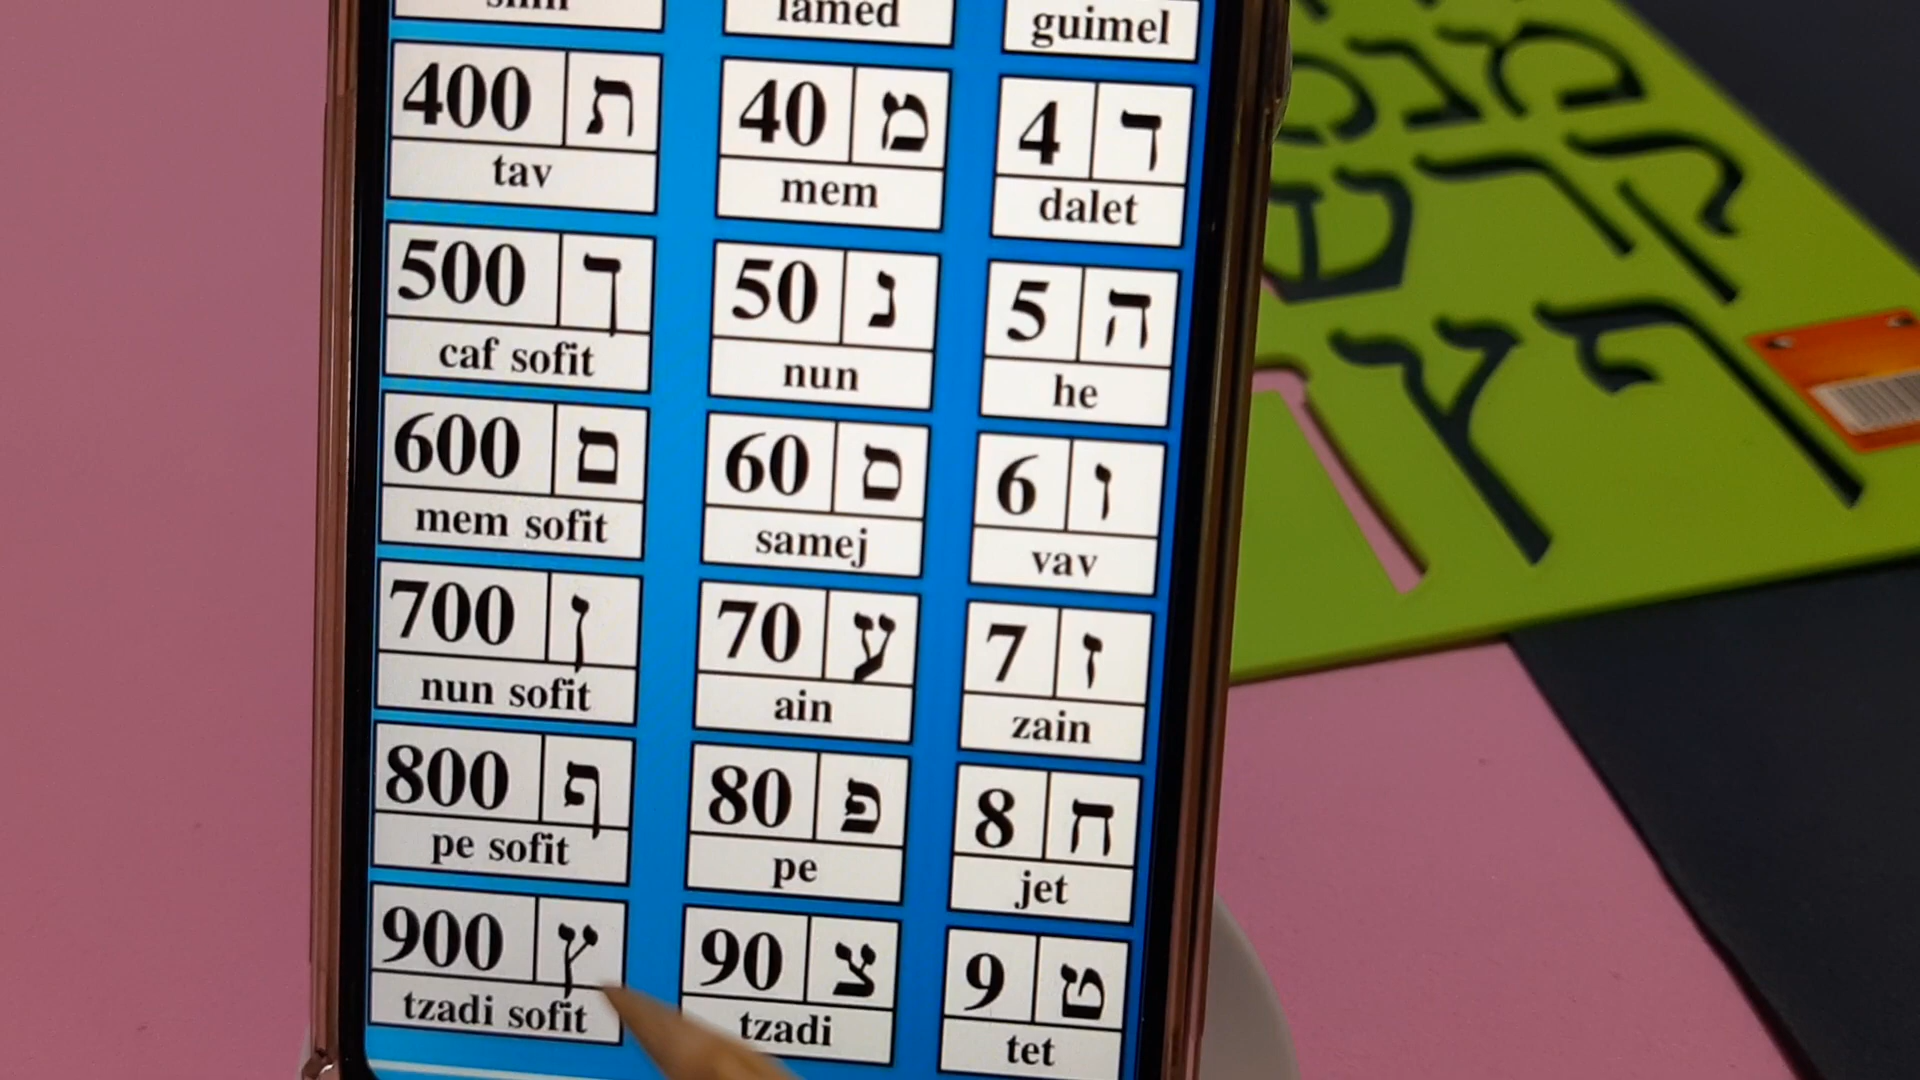 shin lamed guimel
400 ת 40 מ 4 ד
tav mem dalet
500 ך 50 נ 5 ה
caf sofit nun he
600 ם 60 ס 6 ו
mem sofit samej vav
700 ן 70 ע 7 ז
nun sofit ain zain
800 ף 80 פ 8 ח
pe sofit pe jet
900 ץ 90 צ 9 ט
tzadi sofit tzadi tet